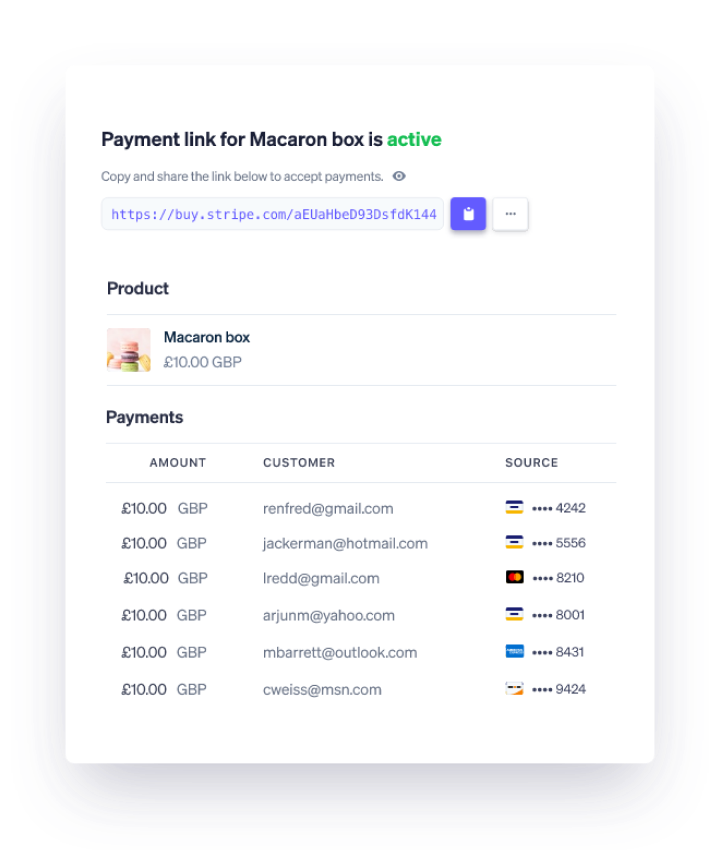 Payment link for Macaron box is active
Copy and share the link below to accept payments.
https://buy.stripe.com/aEUaHbeD93DsfdK144
Product
Macaron box
£10.00 GBP
Payments
AMOUNT CUSTOMER SOURCE
£10.00 GBP renfred@gmail.com •••• 4242
£10.00 GBP jackerman@hotmail.com •••• 5556
£10.00 GBP lredd@gmail.com •••• 8210
£10.00 GBP arjunm@yahoo.com •••• 8001
£10.00 GBP mbarrett@outlook.com •••• 8431
£10.00 GBP cweiss@msn.com •••• 9424